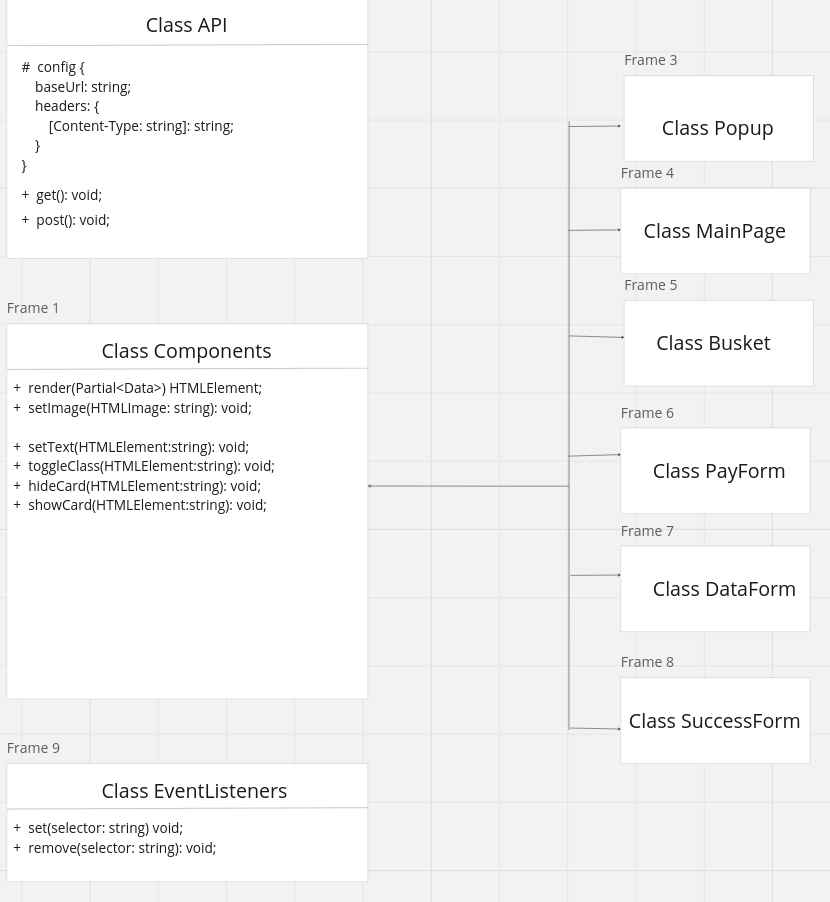 Class API
# config {
baseUrl: string;
headers: {
[Content-Type: string]: string;
}
}
+ get(): void;
+ post(): void;
Frame 1
Class Components
+ render(Partial<Data>) HTMLElement;
+ setImage(HTMLImage: string): void;
+ setText(HTMLElement:string): void;
+ toggleClass(HTMLElement:string): void;
+ hideCard(HTMLElement:string): void;
+ showCard(HTMLElement:string): void;
Frame 9
Class EventListeners
+ set(selector: string) void;
+ remove(selector: string): void;
Frame 3
Class Popup
Frame 4
Class MainPage
Frame 5
Class Busket
Frame 6
Class PayForm
Frame 7
Class DataForm
Frame 8
Class SuccessForm